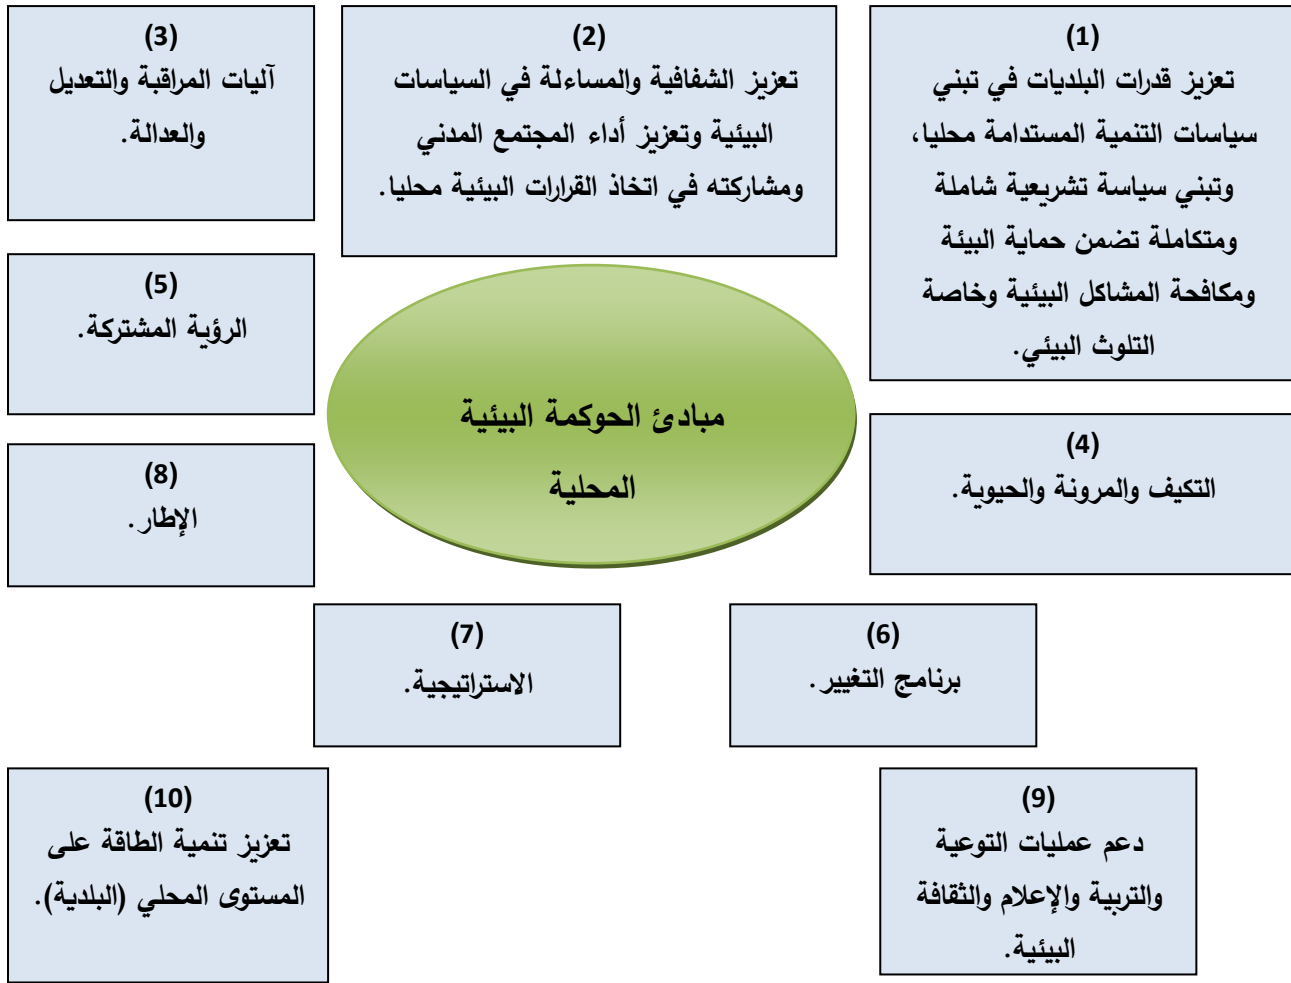 (1)
تعزيز قدرات البلديات في تبني
سياسات التنمية المستدامة محليا،
وتبني سياسة تشريعية شاملة
ومتكاملة تضمن حماية البيئة
ومكافحة المشاكل البيئية وخاصة
التلوث البيئي.
(2)
تعزيز الشفافية والمساءلة في السياسات
البيئية وتعزيز أداء المجتمع المدني
ومشاركته في اتخاذ القرارات البيئية محليا.
(3)
آليات المراقبة والتعديل
والعدالة.
مبادئ الحوكمة البيئية
المحلية
(4)
التكيف والمرونة والحيوية.
(5)
الرؤية المشتركة.
(6)
برنامج التغيير.
(7)
الاستراتيجية.
(8)
الإطار.
(9)
دعم عمليات التوعية
والتربية والإعلام والثقافة
البيئية.
(10)
تعزيز تنمية الطاقة على
المستوى المحلي (البلدية).